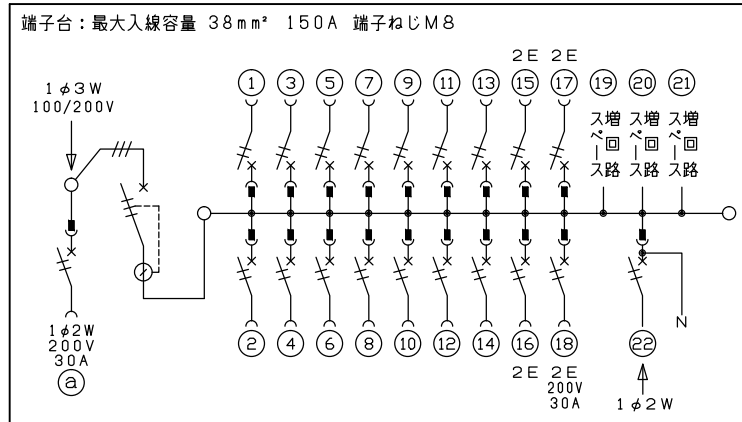 端子台：最大入線容量 38mm² 150A 端子ねじM8
2E 2E
1φ3W
100/200V
1 3 5 7 9 11 13 15 17 19 20 21
増回路スペース 増回路スペース 増回路スペース
1φ2W
200V
30A
a
2 4 6 8 10 12 14 16 18 22
N
2E 2E
200V
30A
1φ2W